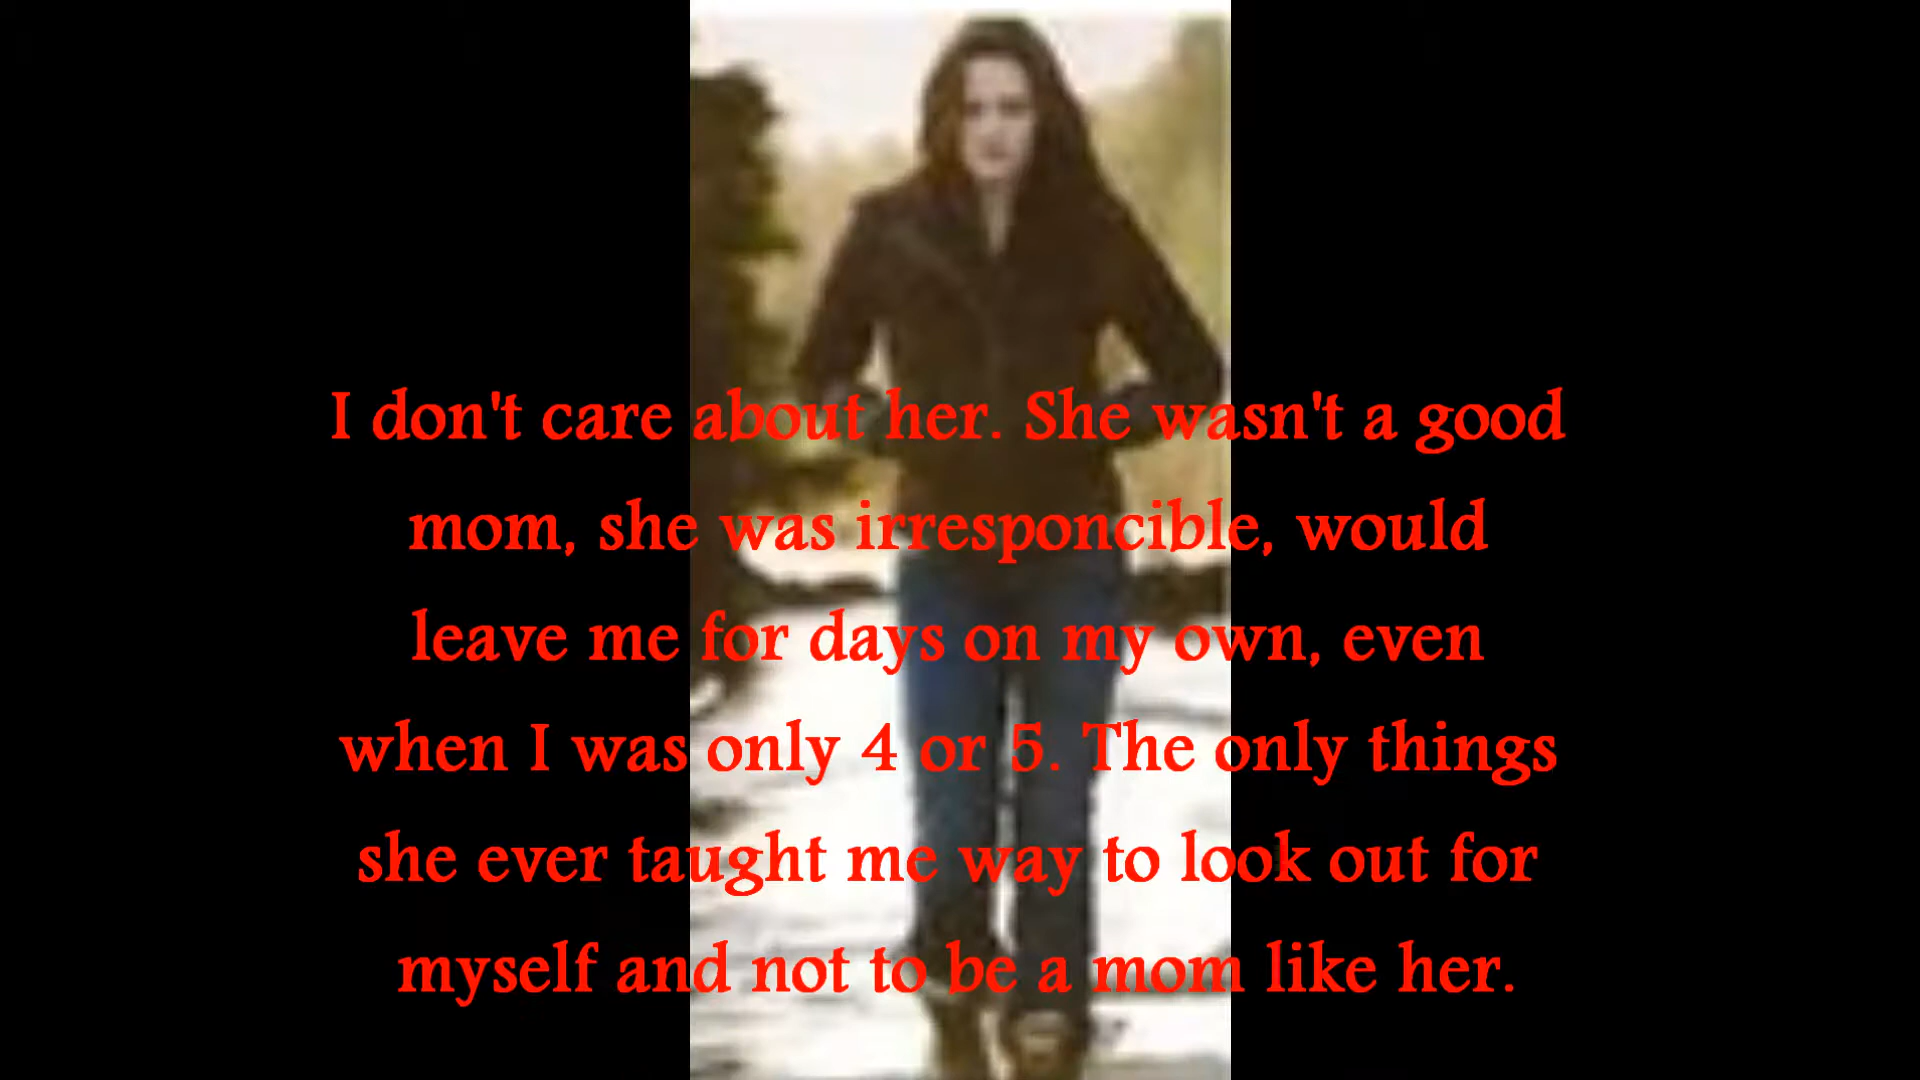 I don't care about her. She wasn't a good
mom, she was irresponcible, would
leave me for days on my own, even
when I was only 4 or 5. The only things
she ever taught me way to look out for
myself and not to be a mom like her.